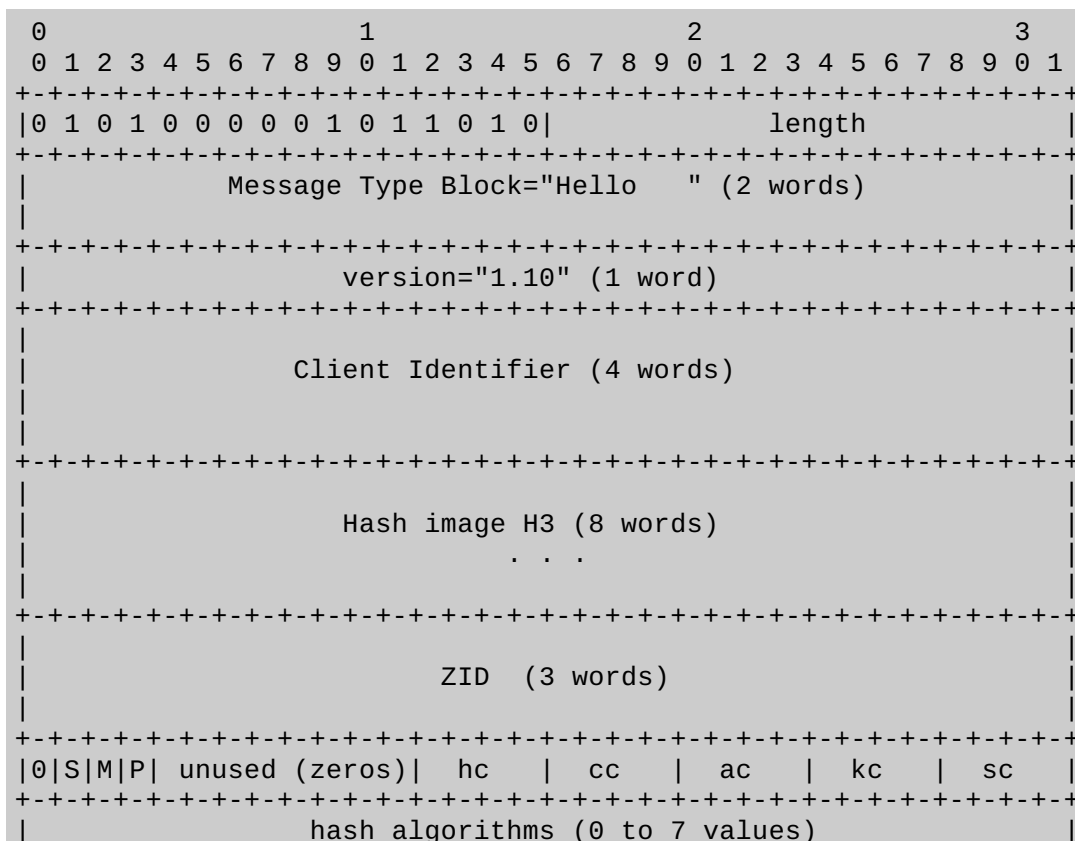 0                   1                   2                   3
 0 1 2 3 4 5 6 7 8 9 0 1 2 3 4 5 6 7 8 9 0 1 2 3 4 5 6 7 8 9 0 1
+-+-+-+-+-+-+-+-+-+-+-+-+-+-+-+-+-+-+-+-+-+-+-+-+-+-+-+-+-+-+-+-+
|0 1 0 1 0 0 0 0 0 1 0 1 1 0 1 0|             length            |
+-+-+-+-+-+-+-+-+-+-+-+-+-+-+-+-+-+-+-+-+-+-+-+-+-+-+-+-+-+-+-+-+
|            Message Type Block="Hello   " (2 words)            |
|                                                               |
+-+-+-+-+-+-+-+-+-+-+-+-+-+-+-+-+-+-+-+-+-+-+-+-+-+-+-+-+-+-+-+-+
|                   version="1.10" (1 word)                     |
+-+-+-+-+-+-+-+-+-+-+-+-+-+-+-+-+-+-+-+-+-+-+-+-+-+-+-+-+-+-+-+-+
|                                                               |
|                Client Identifier (4 words)                    |
|                                                               |
|                                                               |
+-+-+-+-+-+-+-+-+-+-+-+-+-+-+-+-+-+-+-+-+-+-+-+-+-+-+-+-+-+-+-+-+
|                                                               |
|                   Hash image H3 (8 words)                     |
|                             . . .                             |
|                                                               |
+-+-+-+-+-+-+-+-+-+-+-+-+-+-+-+-+-+-+-+-+-+-+-+-+-+-+-+-+-+-+-+-+
|                                                               |
|                         ZID  (3 words)                        |
|                                                               |
+-+-+-+-+-+-+-+-+-+-+-+-+-+-+-+-+-+-+-+-+-+-+-+-+-+-+-+-+-+-+-+-+
|0|S|M|P| unused (zeros)|  hc   |  cc   |  ac   |  kc   |  sc   |
+-+-+-+-+-+-+-+-+-+-+-+-+-+-+-+-+-+-+-+-+-+-+-+-+-+-+-+-+-+-+-+-+
|                 hash algorithms (0 to 7 values)               |